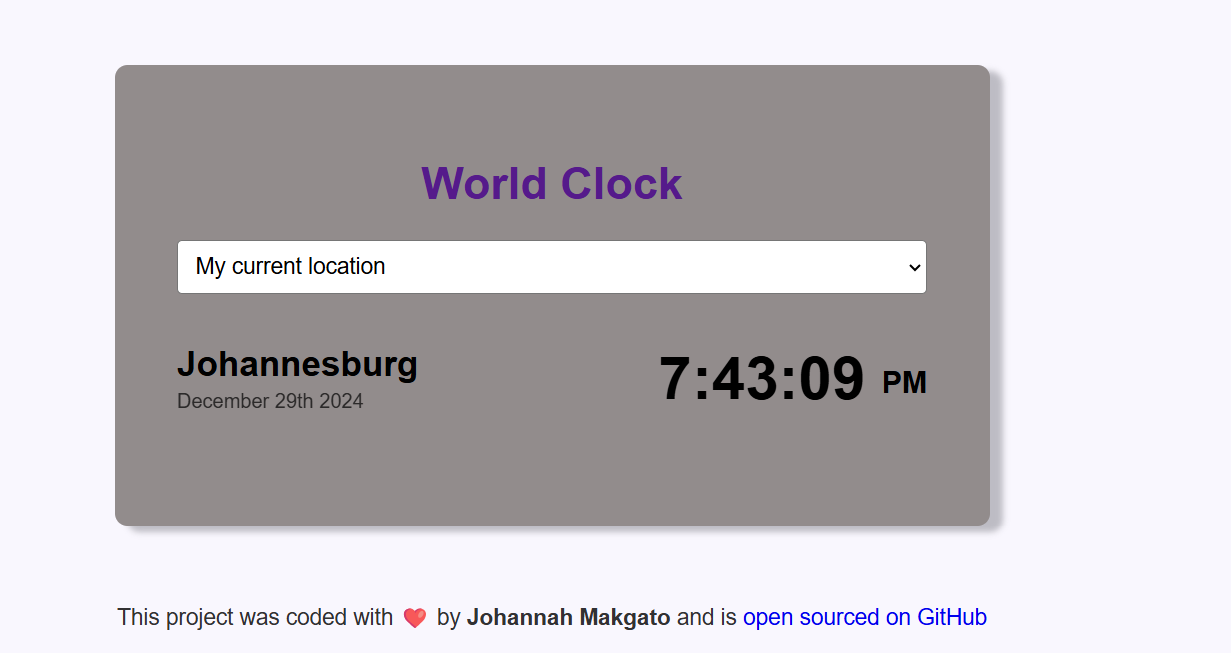 World Clock
My current location
Johannesburg
7:43:09 PM
December 29th 2024
This project was coded with ❤️ by Johannah Makgato and is open sourced on GitHub